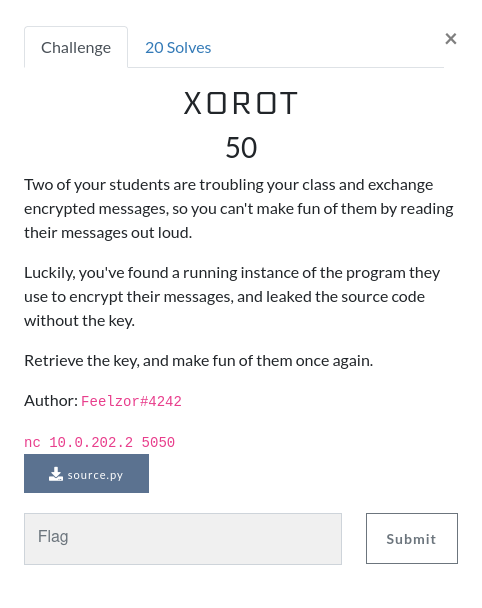 Challenge
20 Solves
×
XOROT
50
Two of your students are troubling your class and exchange
encrypted messages, so you can't make fun of them by reading
their messages out loud.
Luckily, you've found a running instance of the program they
use to encrypt their messages, and leaked the source code
without the key.
Retrieve the key, and make fun of them once again.
Author: Feelzor#4242
nc 10.0.202.2 5050
source.py
Flag
Submit